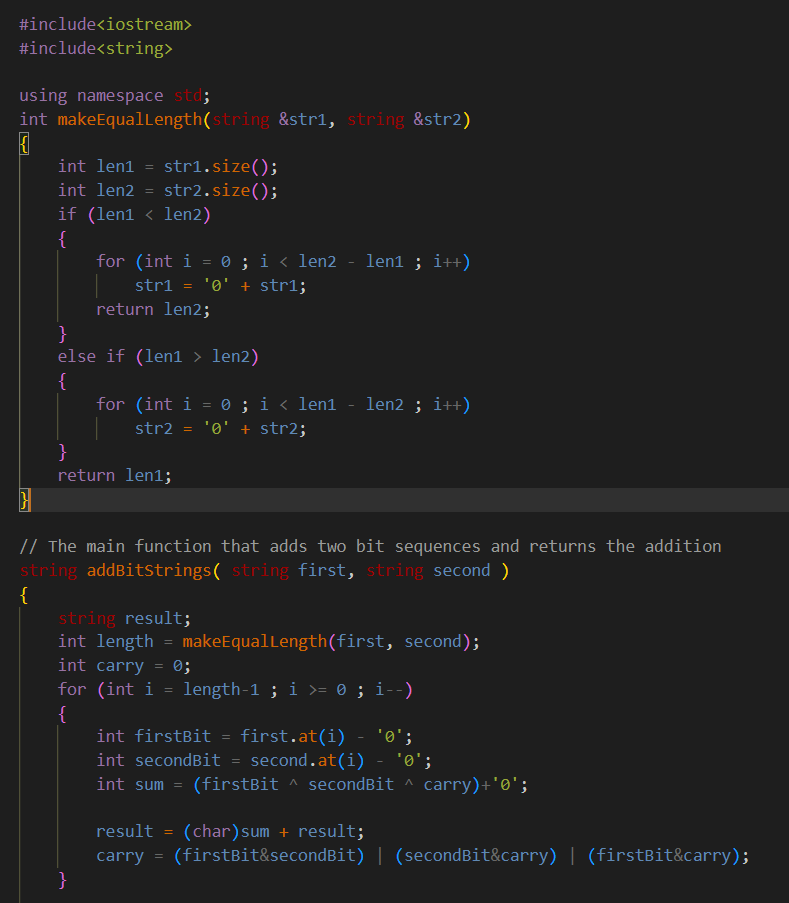 #include<iostream>
#include<string>
using namespace std;
int makeEqualLength(string &str1, string &str2)
{
int len1 = str1.size();
int len2 = str2.size();
if (len1 < len2)
{
for (int i = 0 ; i < len2 - len1 ; i++)
str1 = '0' + str1;
return len2;
}
else if (len1 > len2)
{
for (int i = 0 ; i < len1 - len2 ; i++)
str2 = '0' + str2;
}
return len1;
}
// The main function that adds two bit sequences and returns the addition
string addBitStrings( string first, string second )
{
string result;
int length = makeEqualLength(first, second);
int carry = 0;
for (int i = length-1 ; i >= 0 ; i--)
{
int firstBit = first.at(i) - '0';
int secondBit = second.at(i) - '0';
int sum = (firstBit ^ secondBit ^ carry)+'0';
result = (char)sum + result;
carry = (firstBit&secondBit) | (secondBit&carry) | (firstBit&carry);
}